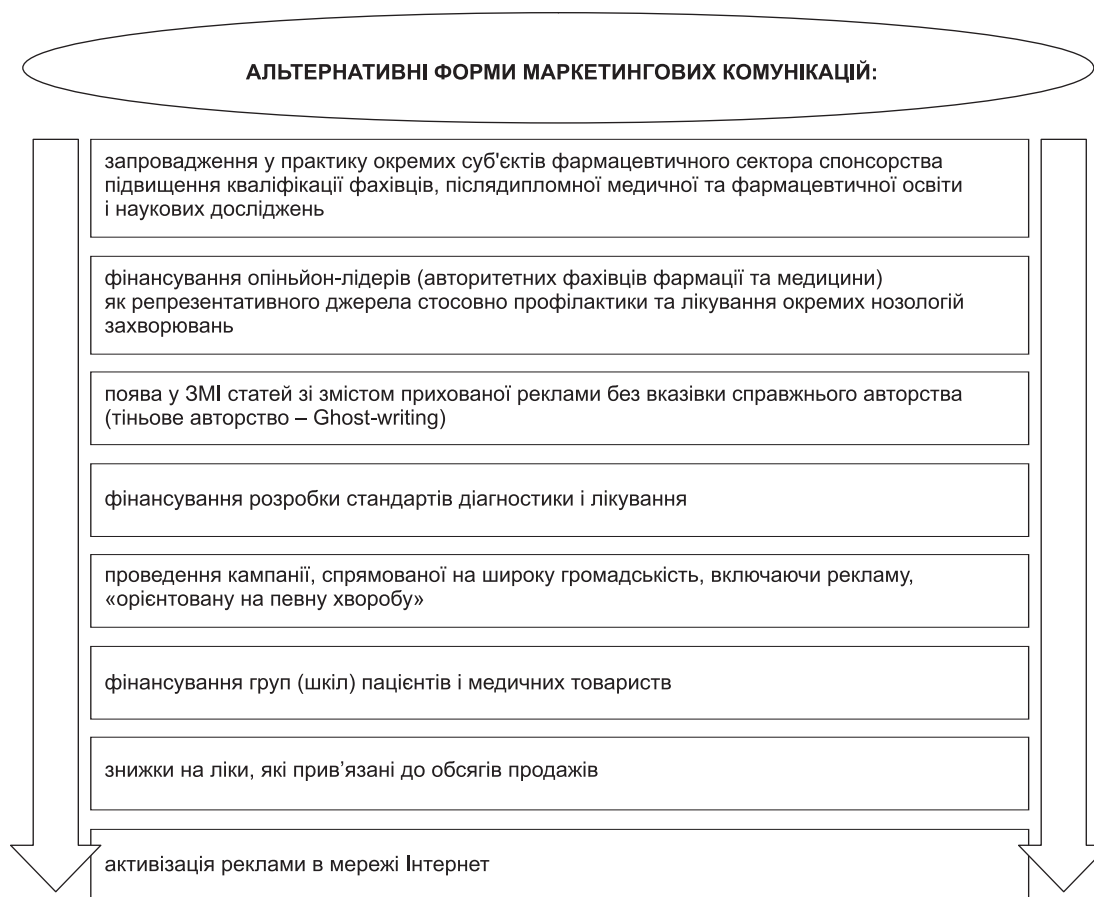 АЛЬТЕРНАТИВНІ ФОРМИ МАРКЕТИНГОВИХ КОМУНІКАЦІЙ:
запровадження у практику окремих суб'єктів фармацевтичного сектора спонсорства
підвищення кваліфікації фахівців, післядипломної медичної та фармацевтичної освіти
і наукових досліджень
фінансування опіньйон-лідерів (авторитетних фахівців фармації та медицини)
як репрезентативного джерела стосовно профілактики та лікування окремих нозологій
захворювань
поява у ЗМІ статей зі змістом прихованої реклами без вказівки справжнього авторства
(тіньове авторство – Ghost-writing)
фінансування розробки стандартів діагностики і лікування
проведення кампанії, спрямованої на широку громадськість, включаючи рекламу,
«орієнтовану на певну хворобу»
фінансування груп (шкіл) пацієнтів і медичних товариств
знижки на ліки, які прив’язані до обсягів продажів
активізація реклами в мережі Інтернет